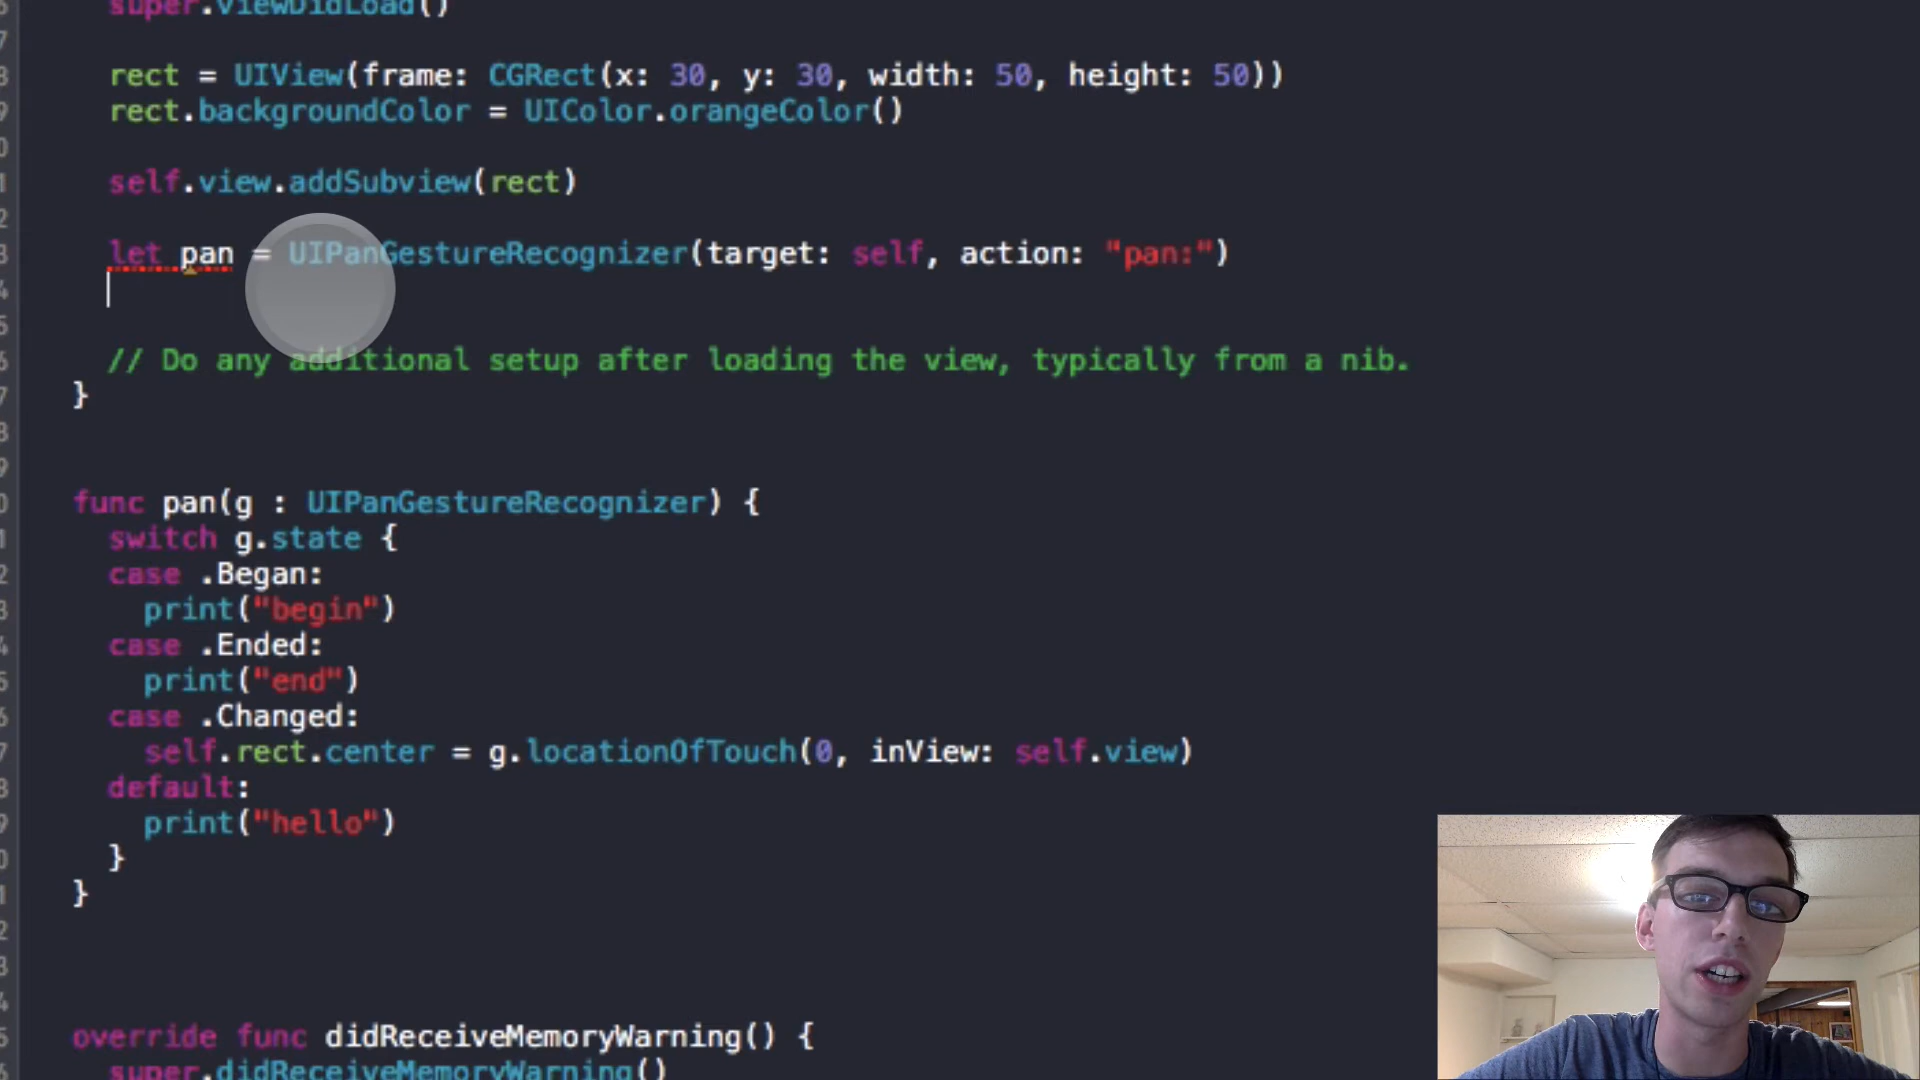 super.viewDidLoad()
rect = UIView(frame: CGRect(x: 30, y: 30, width: 50, height: 50))
rect.backgroundColor = UIColor.orangeColor()
self.view.addSubview(rect)
let pan = UIPanGestureRecognizer(target: self, action: "pan:")
// Do any additional setup after loading the view, typically from a nib.
}
func pan(g : UIPanGestureRecognizer) {
switch g.state {
case .Began:
print("begin")
case .Ended:
print("end")
case .Changed:
self.rect.center = g.locationOfTouch(0, inView: self.view)
default:
print("hello")
}
}
override func didReceiveMemoryWarning() {
super.didReceiveMemoryWarning()